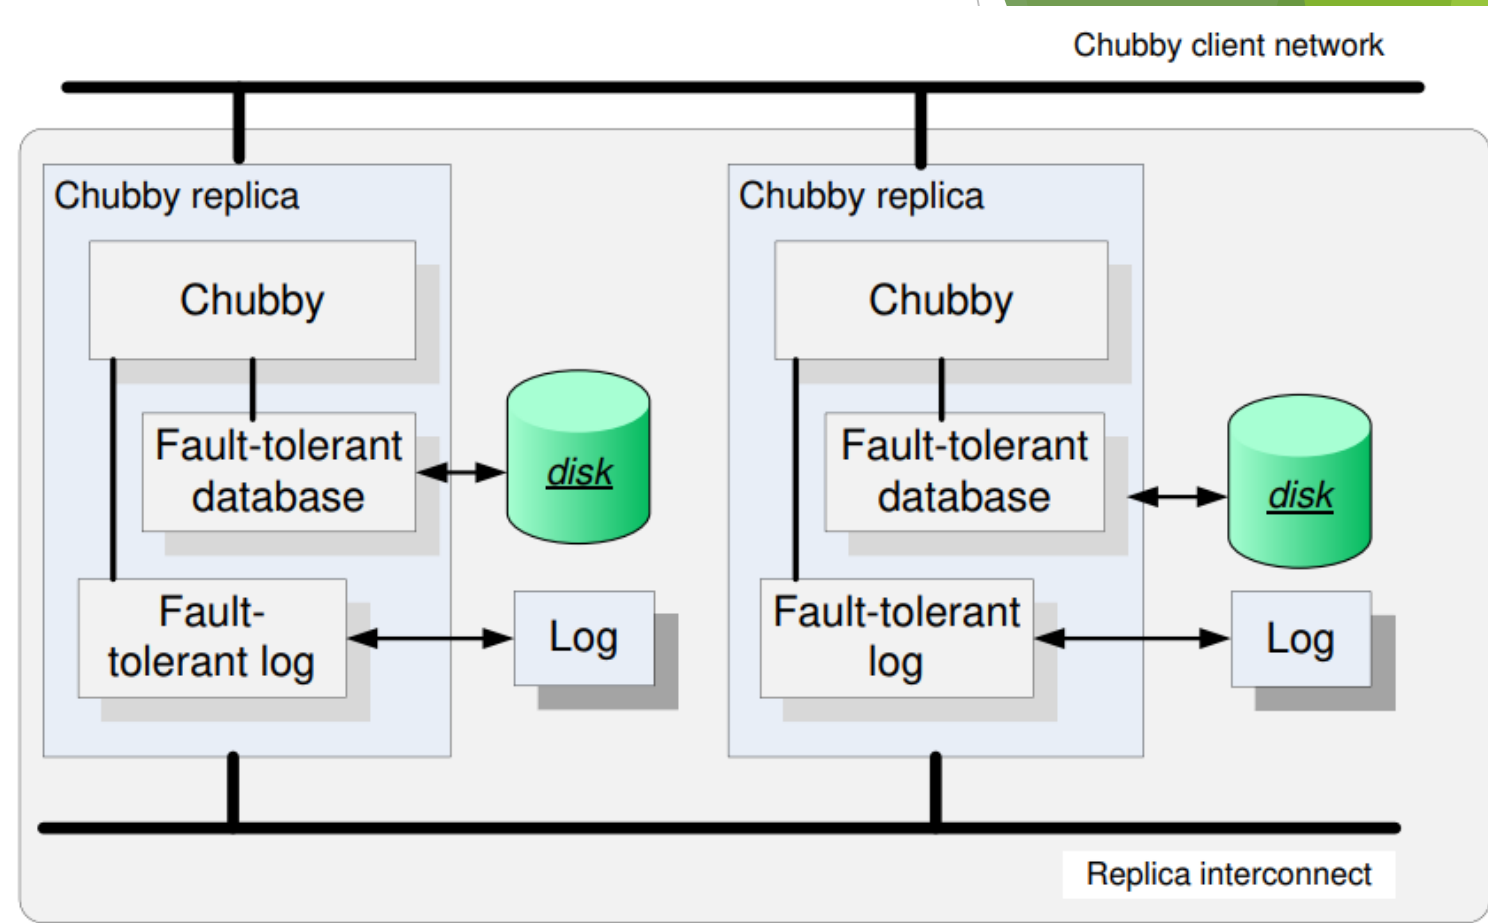 Chubby client network
Chubby replica
Chubby
Fault-tolerant
database
disk
Fault-
tolerant log
Log
Chubby replica
Chubby
Fault-tolerant
database
disk
Fault-tolerant
log
Log
Replica interconnect